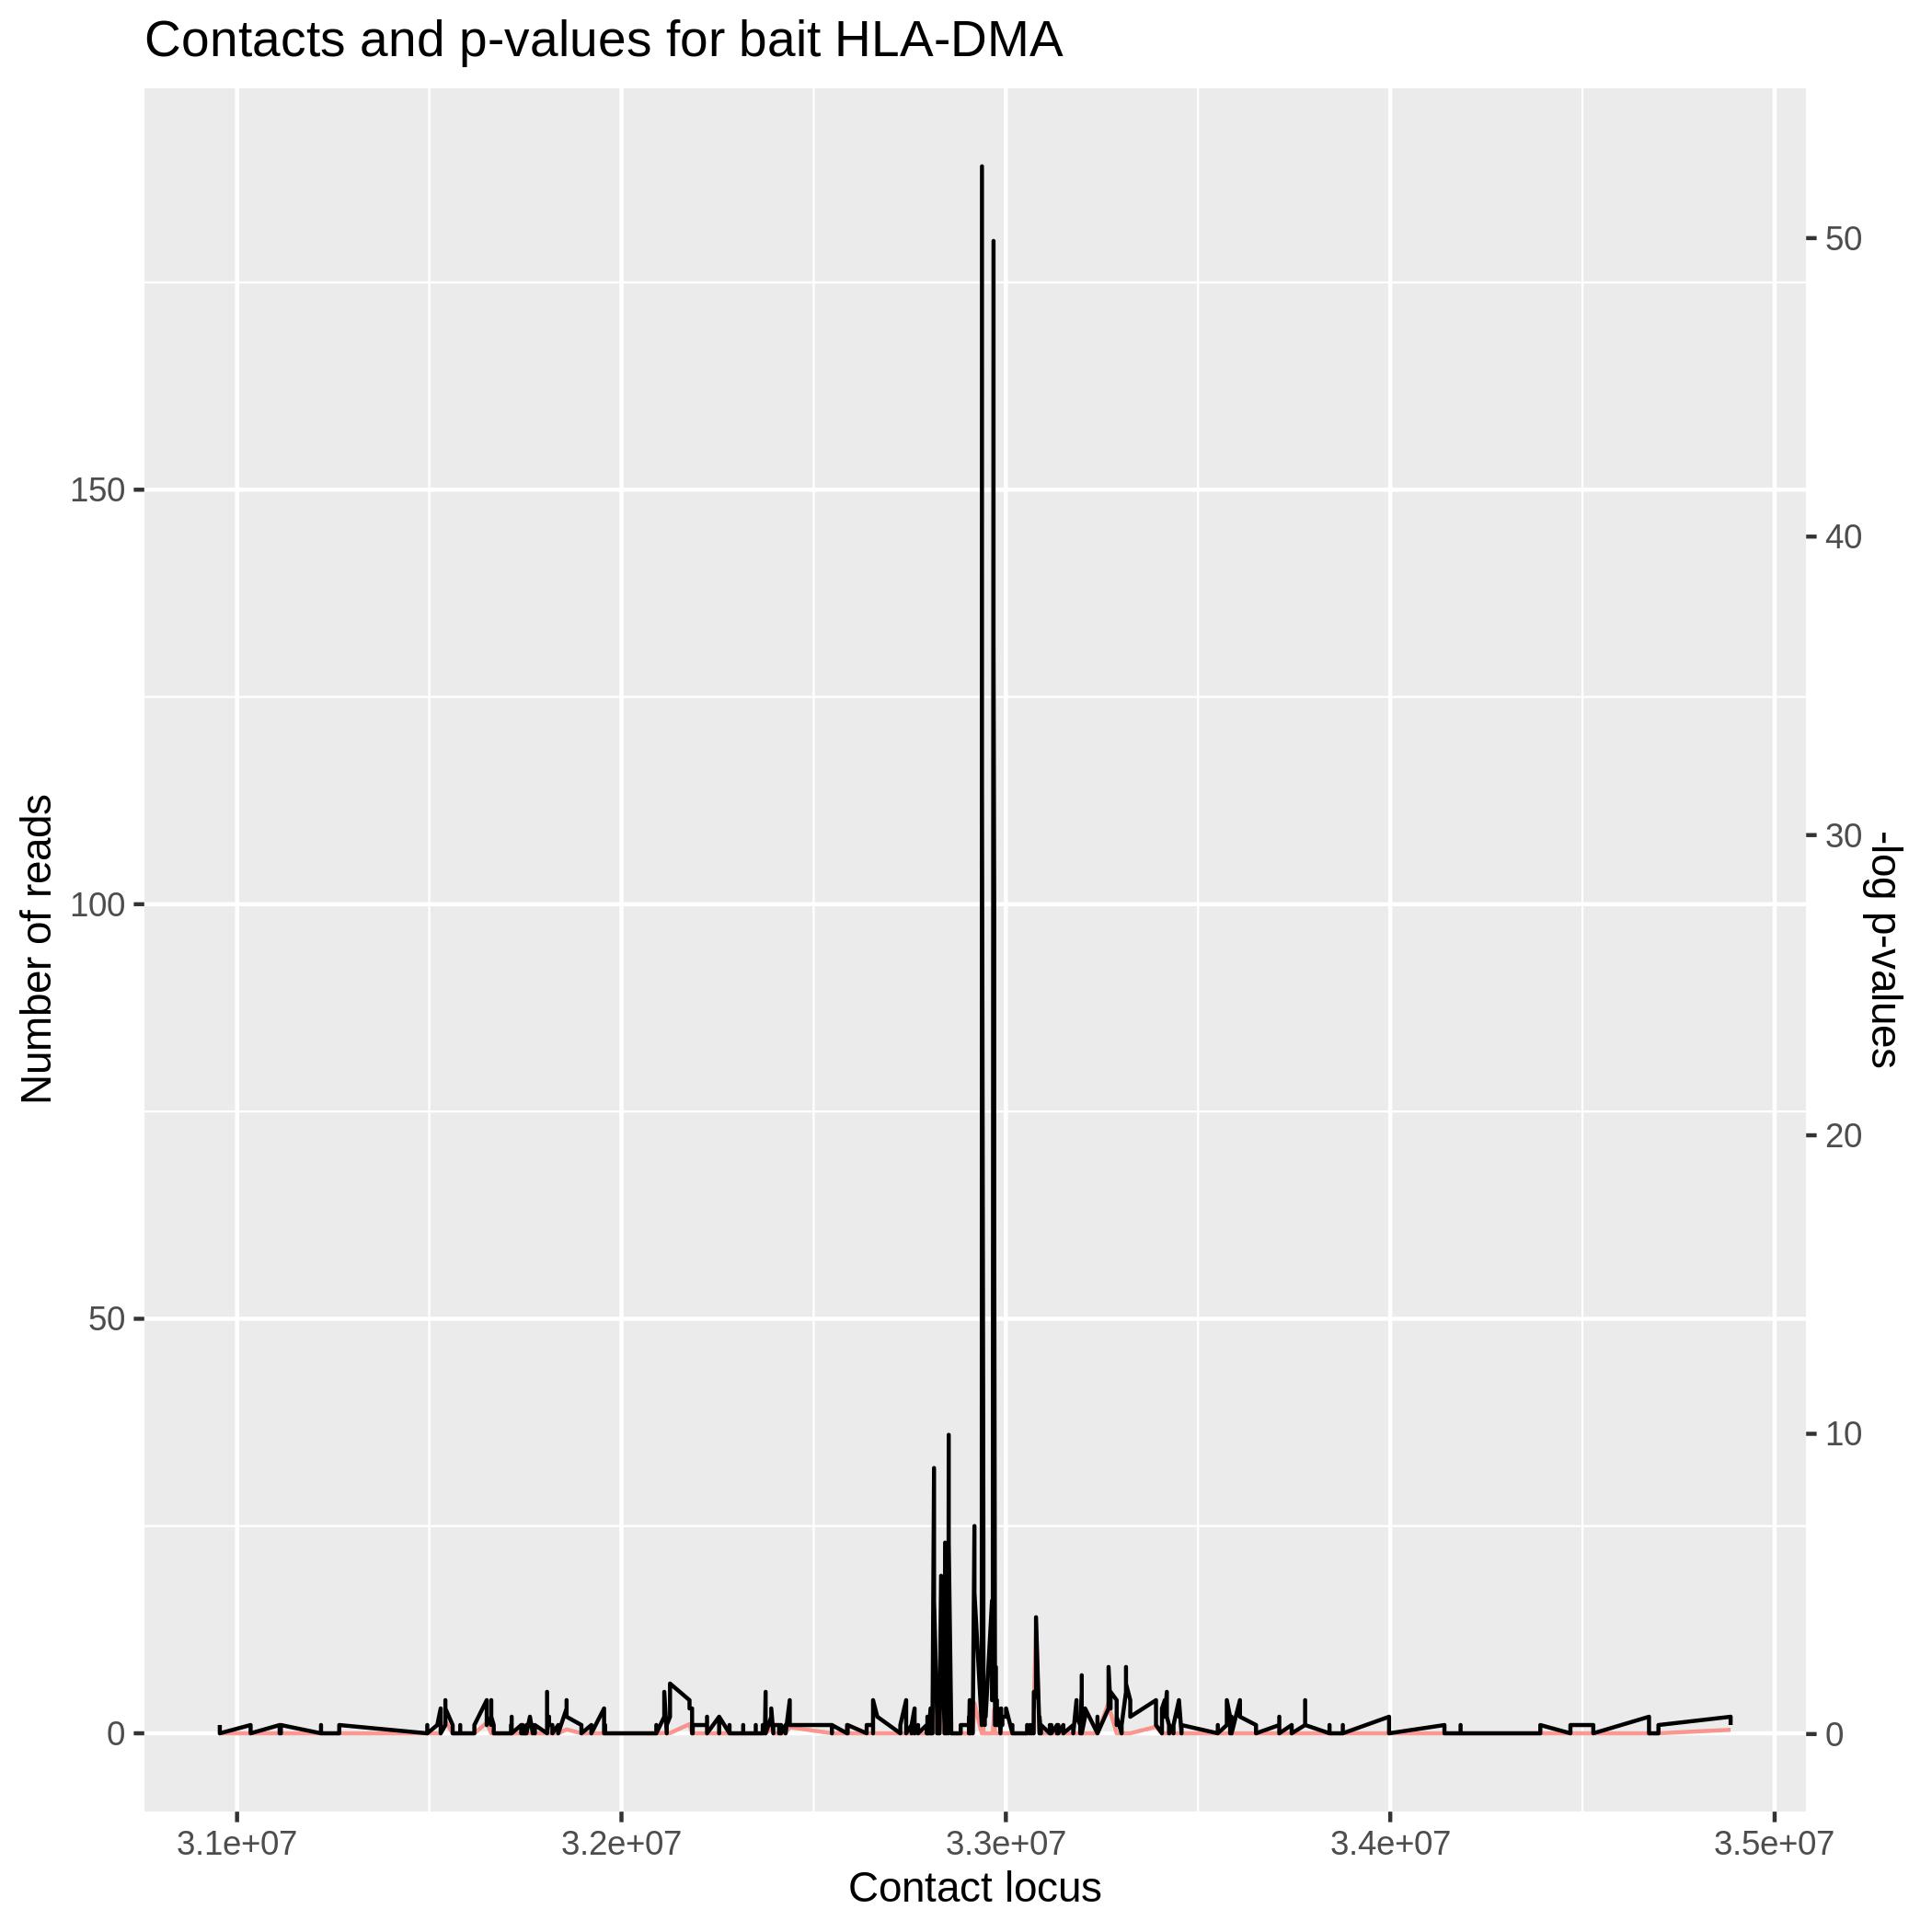 Contacts and p-values for bait HLA-DMA
Number of reads
150
100
50
0
50
40
30
20
10
0
-log p-values
3.1e+07
3.2e+07
3.3e+07
3.4e+07
3.5e+07
Contact locus